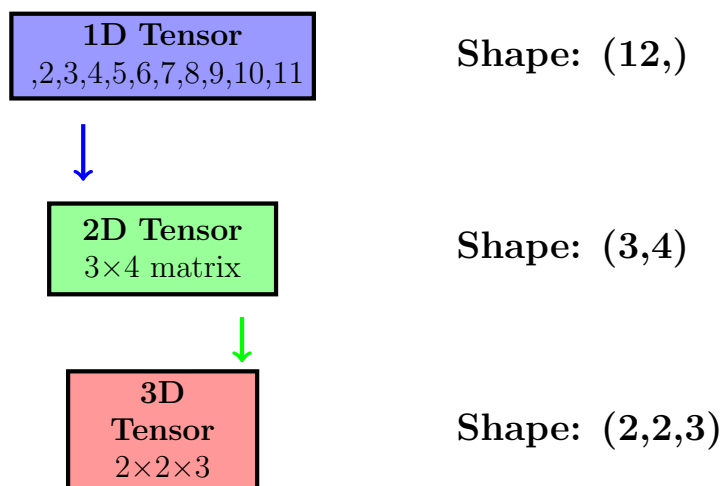 1D Tensor
,2,3,4,5,6,7,8,9,10,11
Shape: (12,)
2D Tensor
3×4 matrix
Shape: (3,4)
3D
Tensor
2×2×3
Shape: (2,2,3)